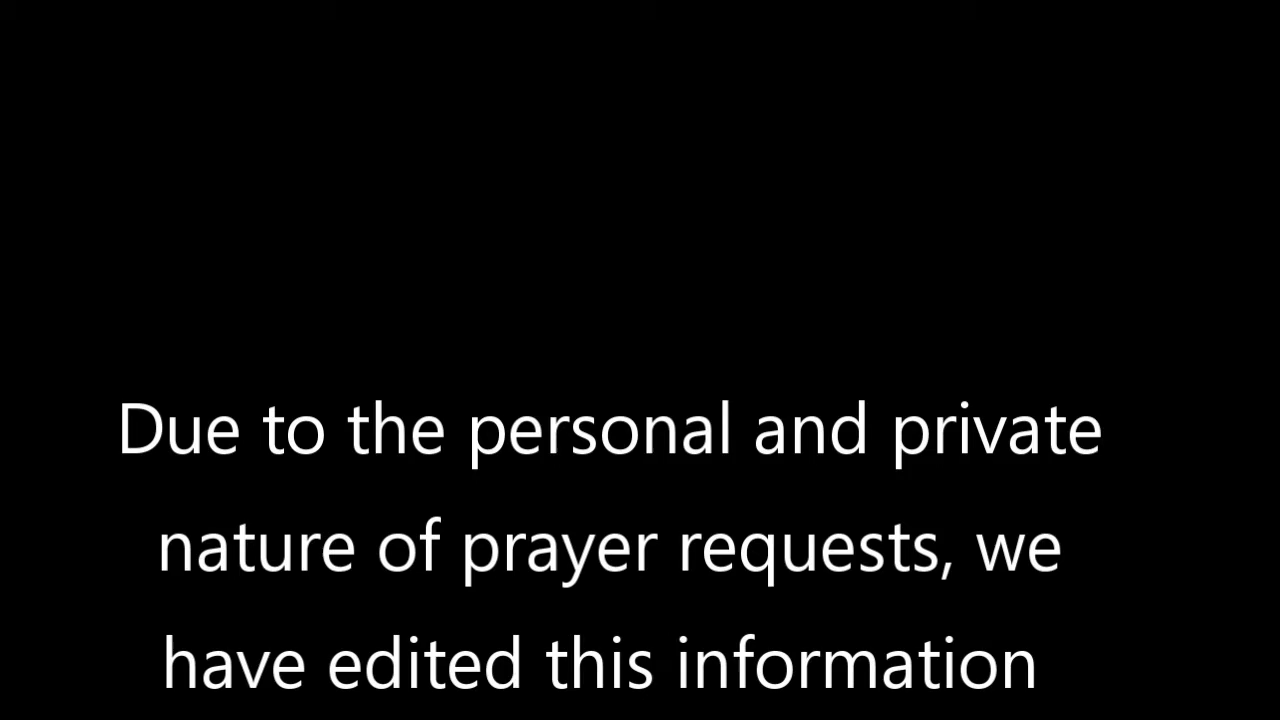 Due to the personal and private
nature of prayer requests, we
have edited this information